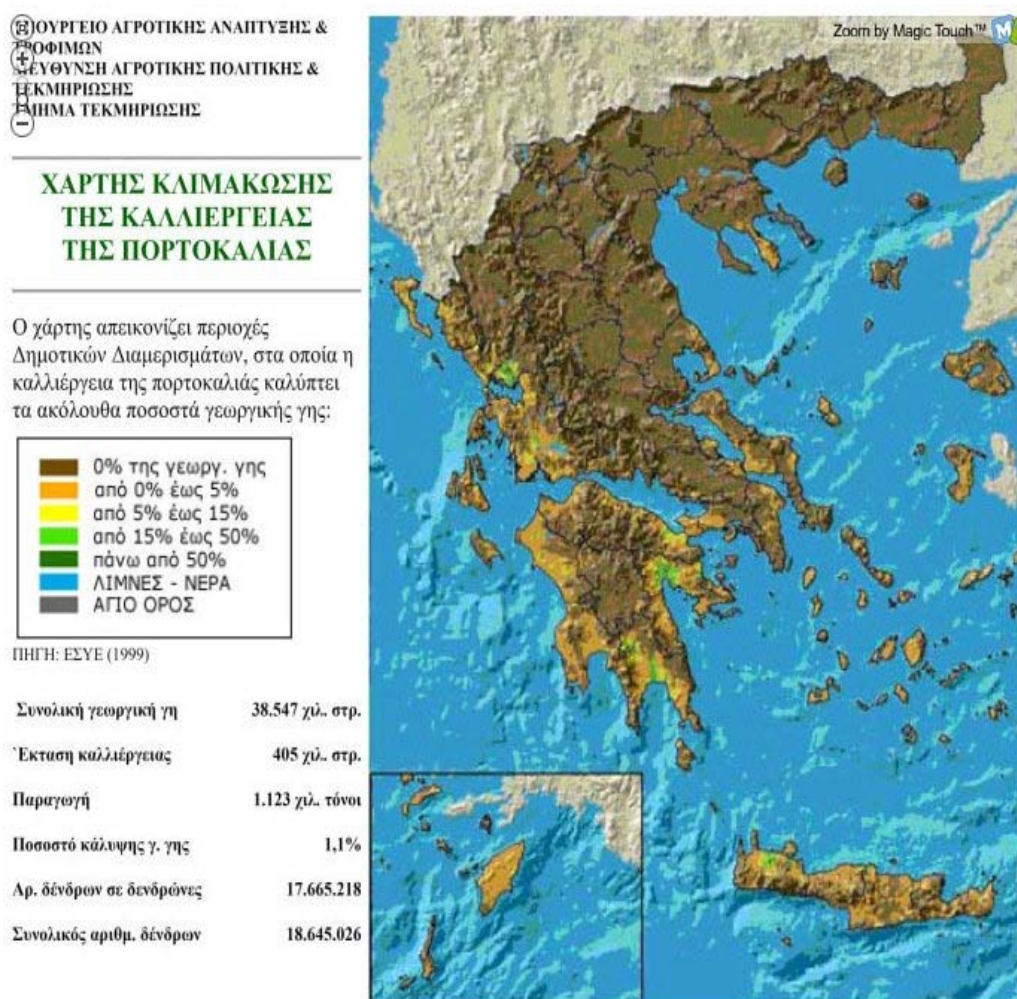 ΟΥΡΓΕΙΟ ΑΓΡΟΤΙΚΗΣ ΑΝΑΠΤΥΞΗΣ &
ΡΟΦΙΜΩΝ
ΕΥΘΥΝΣΗ ΑΓΡΟΤΙΚΗΣ ΠΟΛΙΤΙΚΗΣ &
ΤΕΚΜΗΡΙΩΣΗΣ
ΜΗΜΑ ΤΕΚΜΗΡΙΩΣΗΣ
ΧΑΡΤΗΣ ΚΛΙΜΑΚΩΣΗΣ
ΤΗΣ ΚΑΛΛΙΕΡΓΕΙΑΣ
ΤΗΣ ΠΟΡΤΟΚΑΛΙΑΣ
Ο χάρτης απεικονίζει περιοχές
Δημοτικών Διαμερισμάτων, στα οποία η
καλλιέργεια της πορτοκαλιάς καλύπτει
τα ακόλουθα ποσοστά γεωργικής γης:
0% της γεωργ. γης
από 0% έως 5%
από 5% έως 15%
από 15% έως 50%
πάνω από 50%
ΛΙΜΝΕΣ - ΝΕΡΑ
ΑΓΙΟ ΟΡΟΣ
ΠΗΓΗ: ΕΣΥΕ (1999)
Συνολική γεωργική γη 38.547 χιλ. στρ.
Έκταση καλλιέργειας 405 χιλ. στρ.
Παραγωγή 1.123 χιλ. τόνοι
Ποσοστό κάλυψης γ. γης 1,1%
Αρ. δένδρων σε δενδρώνες 17.665.218
Συνολικός αριθμ. δένδρων 18.645.026
Zoom by Magic Touch™